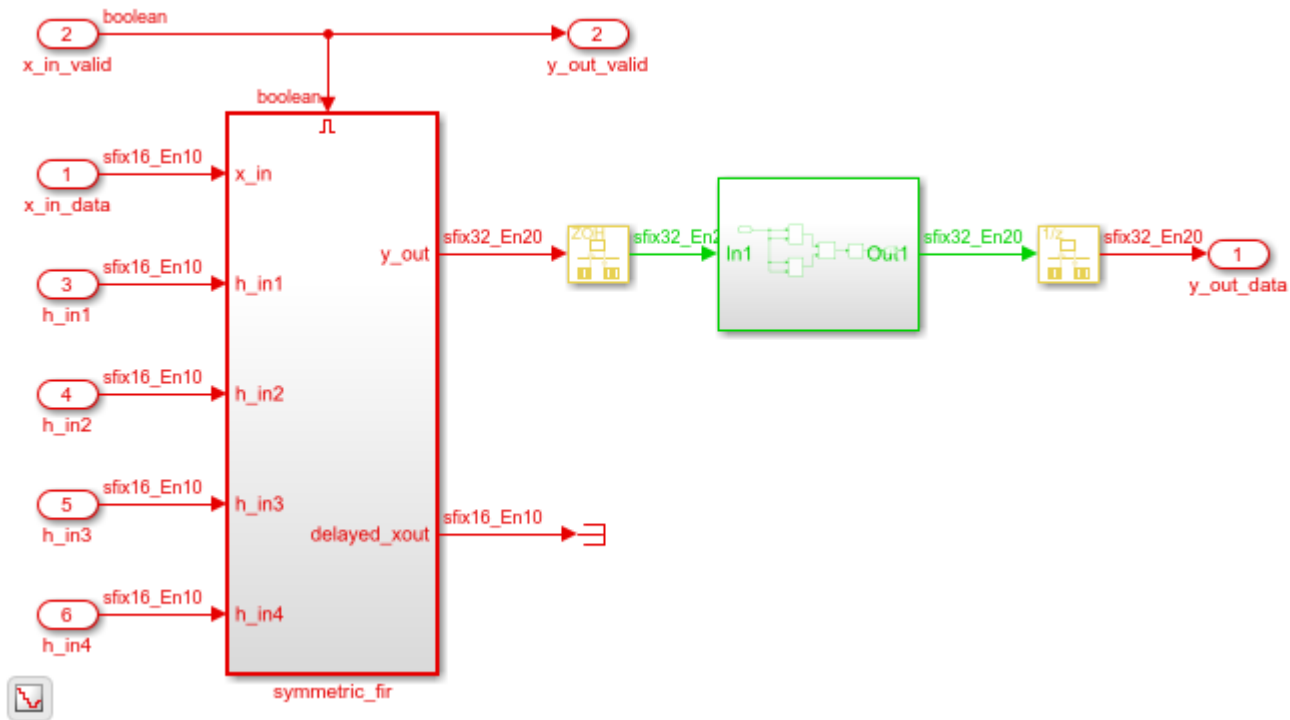 boolean
2
x_in_valid
2
y_out_valid
boolean
sfix16_En10
1
x_in_data
x_in
sfix16_En10
3
h_in1
h_in1
y_out
sfix32_En20
ZOH
sfix32_En2
In1
Out1
sfix32_En20
1/z
sfix32_En20
1
y_out_data
sfix16_En10
4
h_in2
h_in2
sfix16_En10
5
h_in3
h_in3
delayed_xout
sfix16_En10
sfix16_En10
6
h_in4
h_in4
symmetric_fir